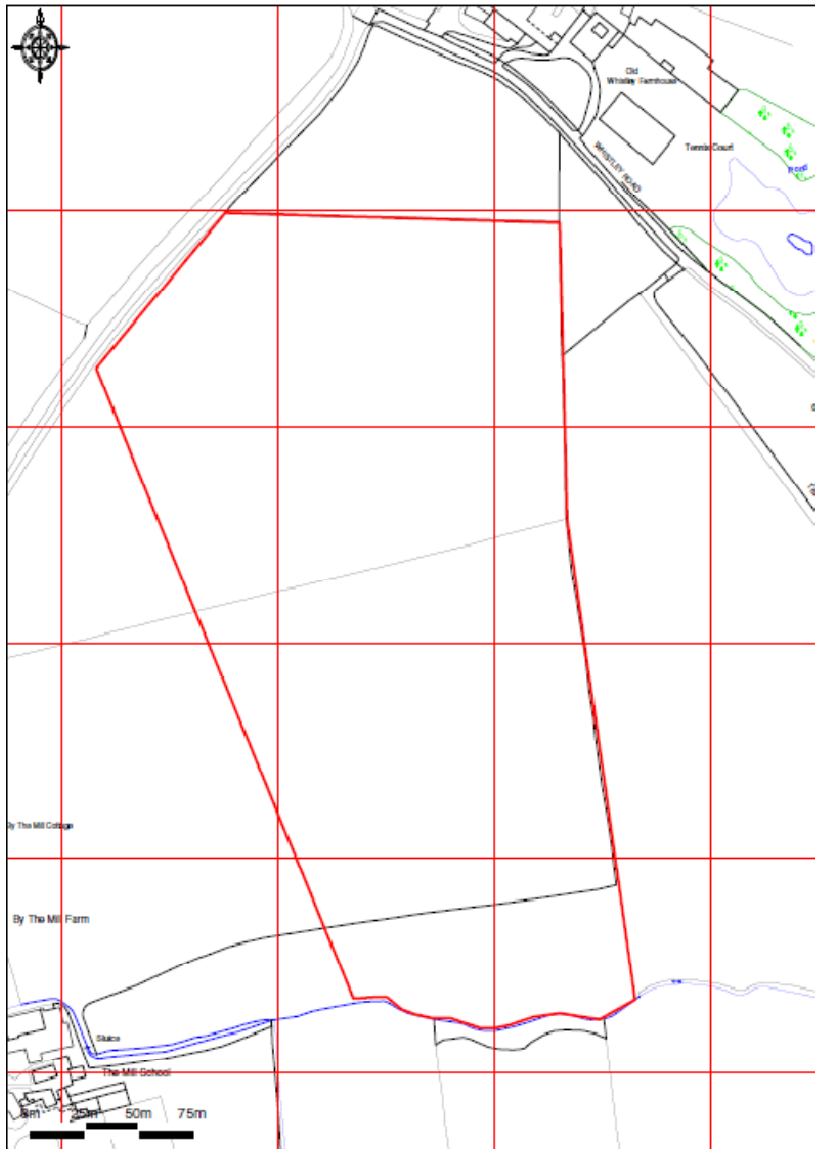 Old
Whistley Farmhouse
Tennis Court
WHISTLEY ROAD
Pond
By The Mill Cottage
By The Mill Farm
Sluice
The Mill School
0m 25m 50m 75m